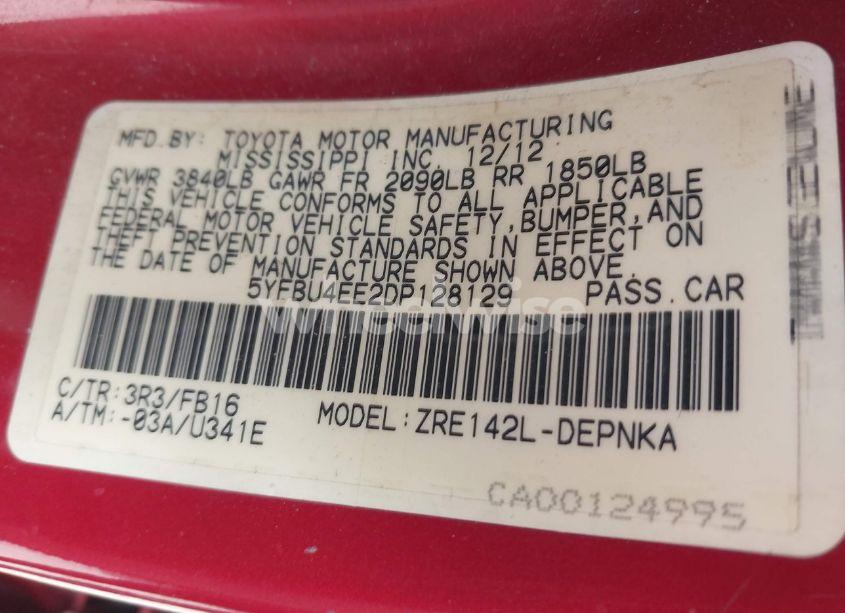 MFD.BY: TOYOTA MOTOR MANUFACTURING
MISSISSIPPI INC. 12/12
GVWR 3840LB GAWR FR 2090LB RR 1850LB
THIS VEHICLE CONFORMS TO ALL APPLICABLE
FEDERAL MOTOR VEHICLE SAFETY,BUMPER,AND
THEFT PREVENTION STANDARDS IN EFFECT ON
THE DATE OF MANUFACTURE SHOWN ABOVE.
5YFBU4EE2DP128129 PASS.CAR
wheelwise
C/TR:3R3/FB16
A/TM:-03A/U341E MODEL:ZRE142L-DEPNKA
CA00124995